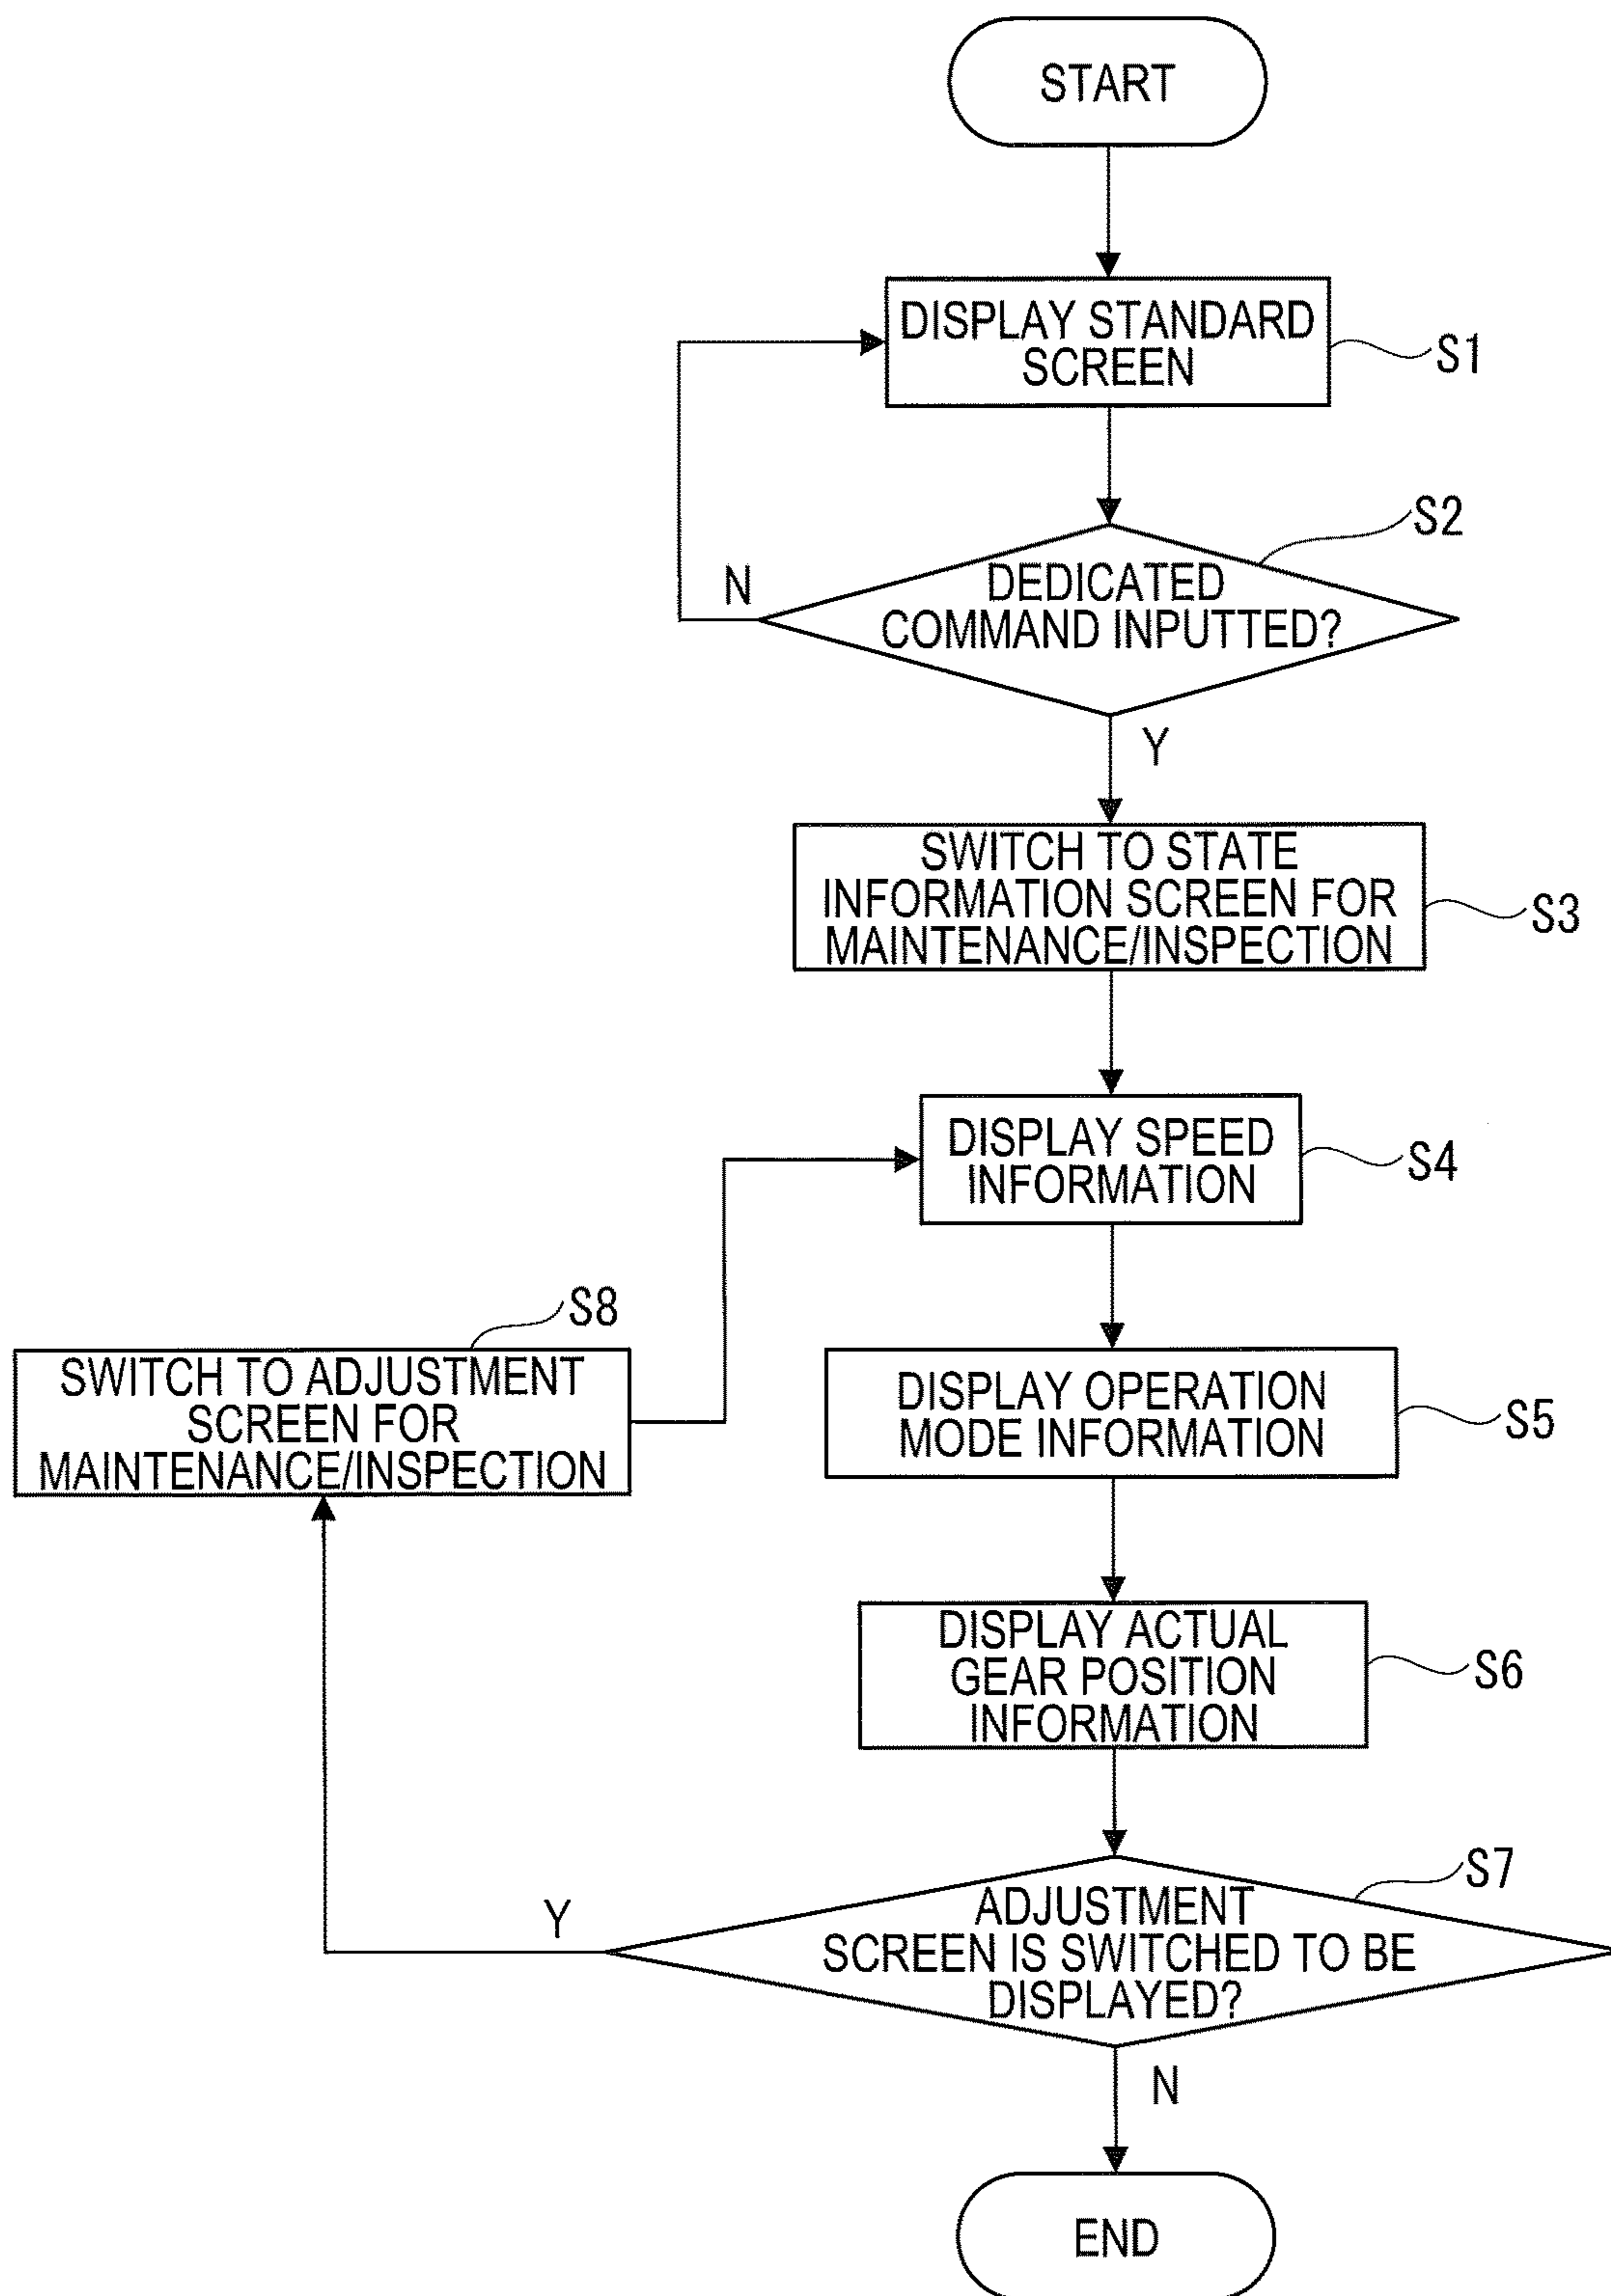 START
DISPLAY STANDARD
SCREEN
S1
S2
DEDICATED
COMMAND INPUTTED?
N
Y
SWITCH TO STATE
INFORMATION SCREEN FOR
MAINTENANCE/INSPECTION
S3
DISPLAY SPEED
INFORMATION
S4
S8
SWITCH TO ADJUSTMENT
SCREEN FOR
MAINTENANCE/INSPECTION
DISPLAY OPERATION
MODE INFORMATION
S5
DISPLAY ACTUAL
GEAR POSITION
INFORMATION
S6
S7
Y
ADJUSTMENT
SCREEN IS SWITCHED TO BE
DISPLAYED?
N
END